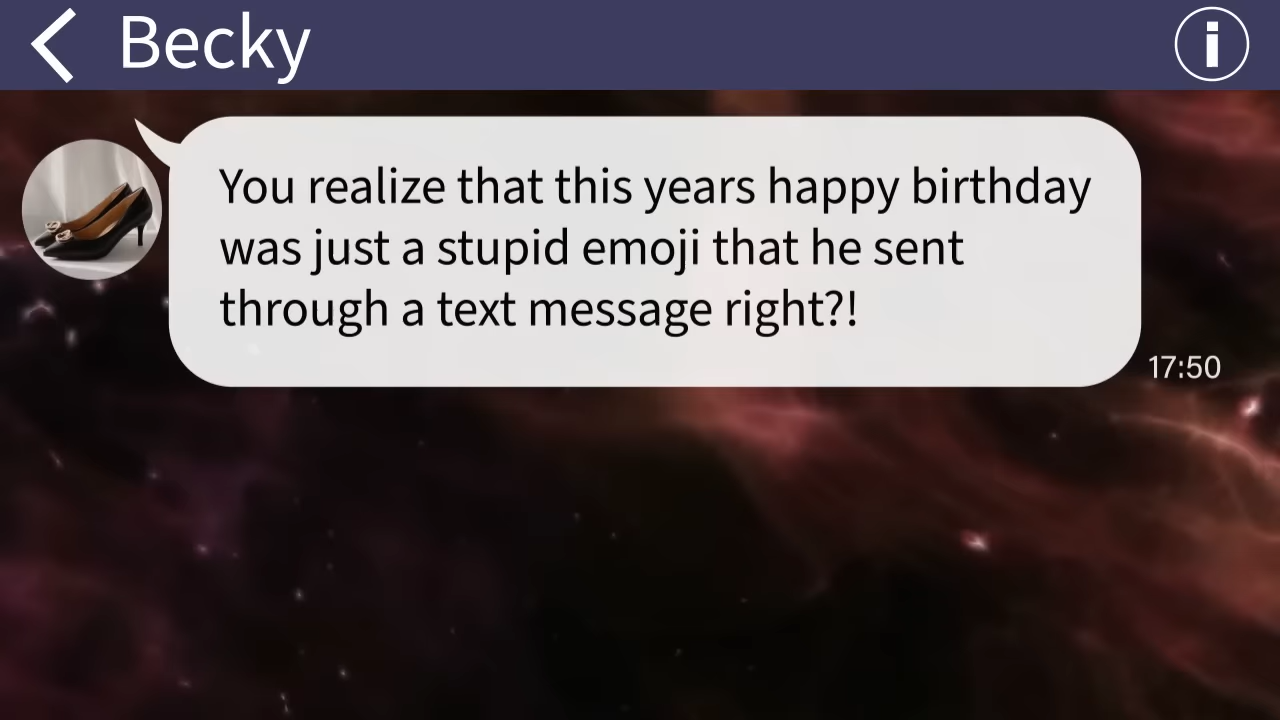 Becky
You realize that this years happy birthday
was just a stupid emoji that he sent
through a text message right?!
17:50